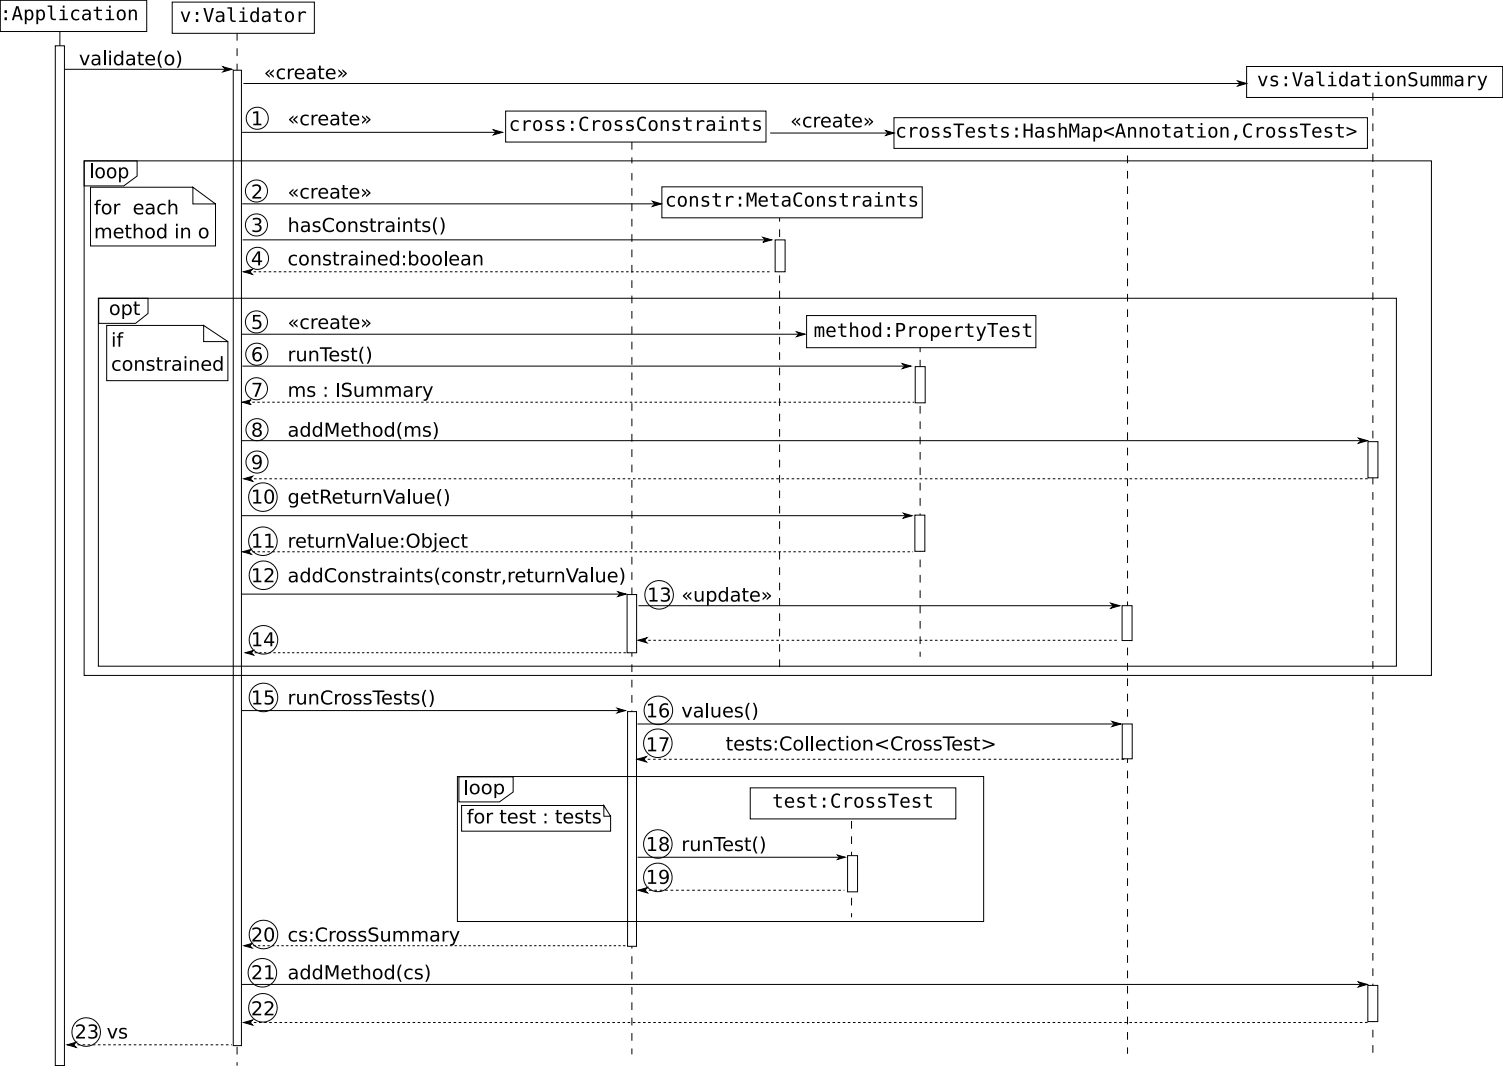 :Application
v:Validator
validate(o)
«create»
vs:ValidationSummary
1 «create»
cross:CrossConstraints
«create»
crossTests:HashMap<Annotation,CrossTest>
loop
for each
method in o
2 «create»
constr:MetaConstraints
3 hasConstraints()
4 constrained:boolean
opt
if
constrained
5 «create»
method:PropertyTest
6 runTest()
7 ms : ISummary
8 addMethod(ms)
9
10 getReturnValue()
11 returnValue:Object
12 addConstraints(constr,returnValue)
13 «update»
14
15 runCrossTests()
16 values()
17 tests:Collection<CrossTest>
loop
for test : tests
test:CrossTest
18 runTest()
19
20 cs:CrossSummary
21 addMethod(cs)
22
23 vs